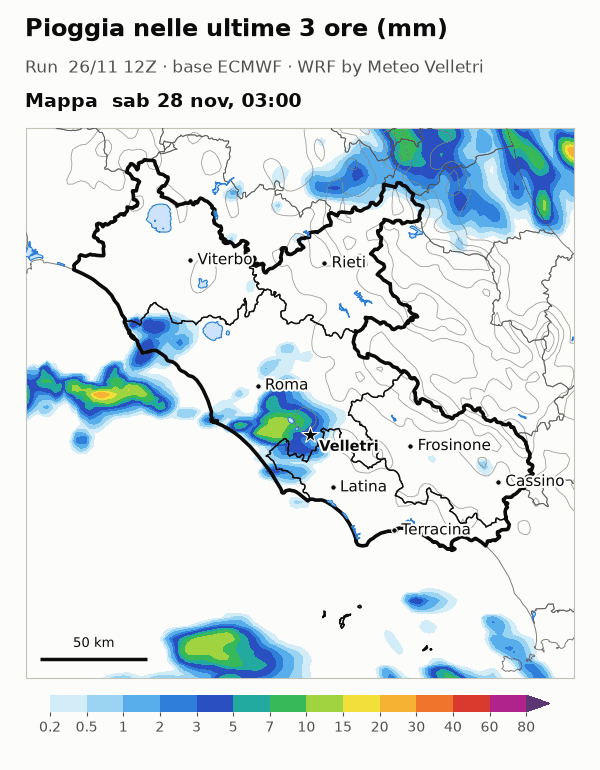 Pioggia nelle ultime 3 ore (mm)
Run  26/11 12Z · base ECMWF · WRF by Meteo Velletri
Mappa  sab 28 nov, 03:00
Viterbo
Rieti
Roma
Velletri
Frosinone
Cassino
Latina
Terracina
50 km
0.2 0.5 1 2 3 5 7 10 15 20 30 40 60 80